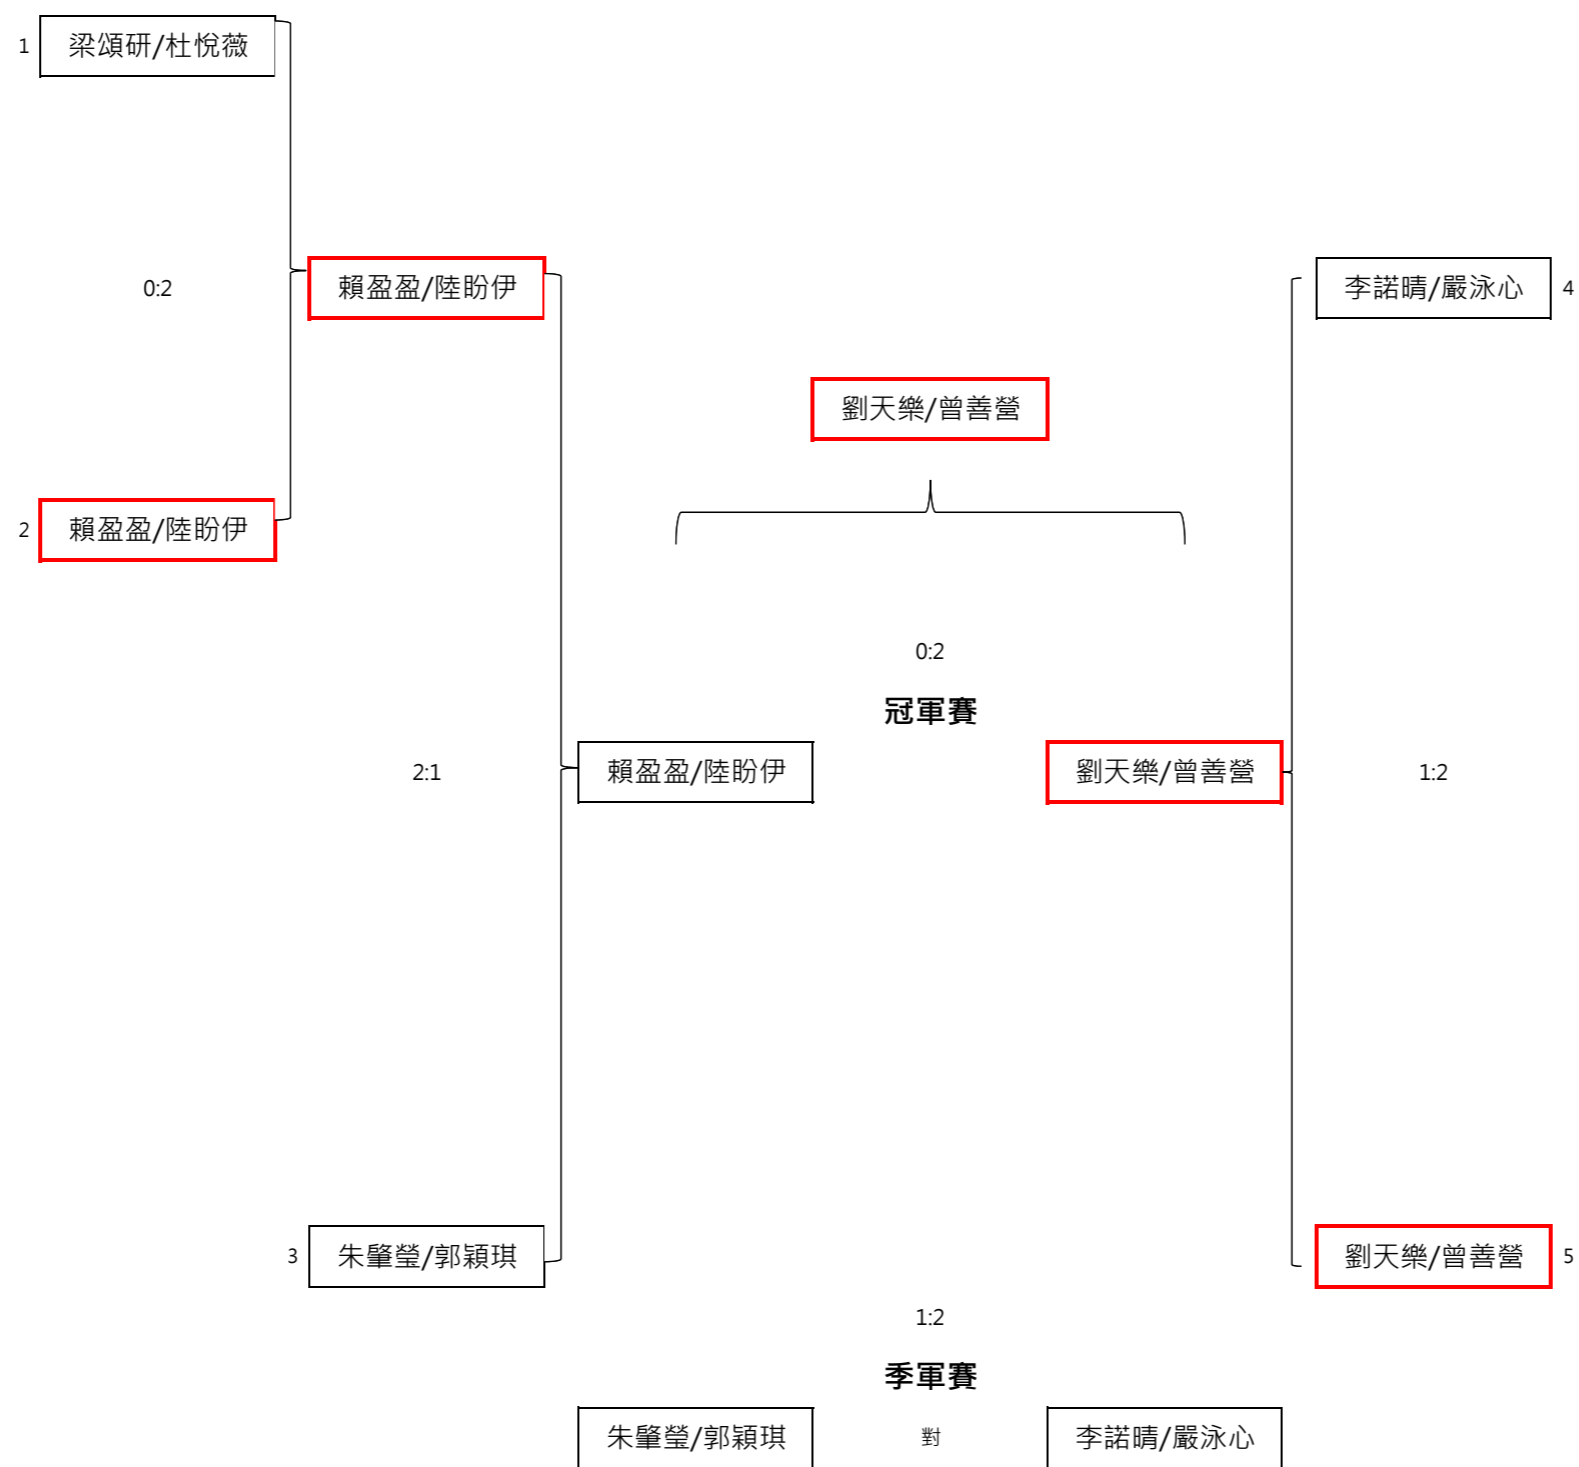 1 梁頌研/杜悅薇
0:2
賴盈盈/陸盼伊
李諾晴/嚴泳心 4
劉天樂/曾善營
2 賴盈盈/陸盼伊
0:2
冠軍賽
2:1
賴盈盈/陸盼伊
劉天樂/曾善營
1:2
3 朱肇瑩/郭穎琪
劉天樂/曾善營 5
1:2
季軍賽
朱肇瑩/郭穎琪 對 李諾晴/嚴泳心